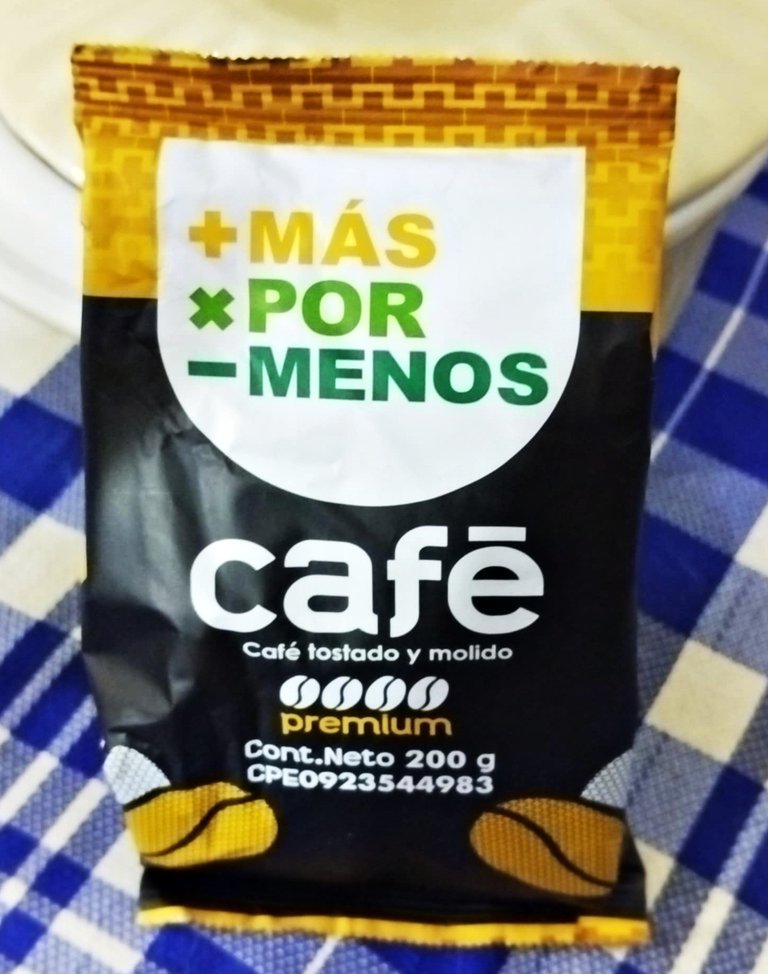 +MÁS
×POR
−MENOS
cafē
Café tostado y molido
premium
Cont.Neto 200 g
CPE0923544983